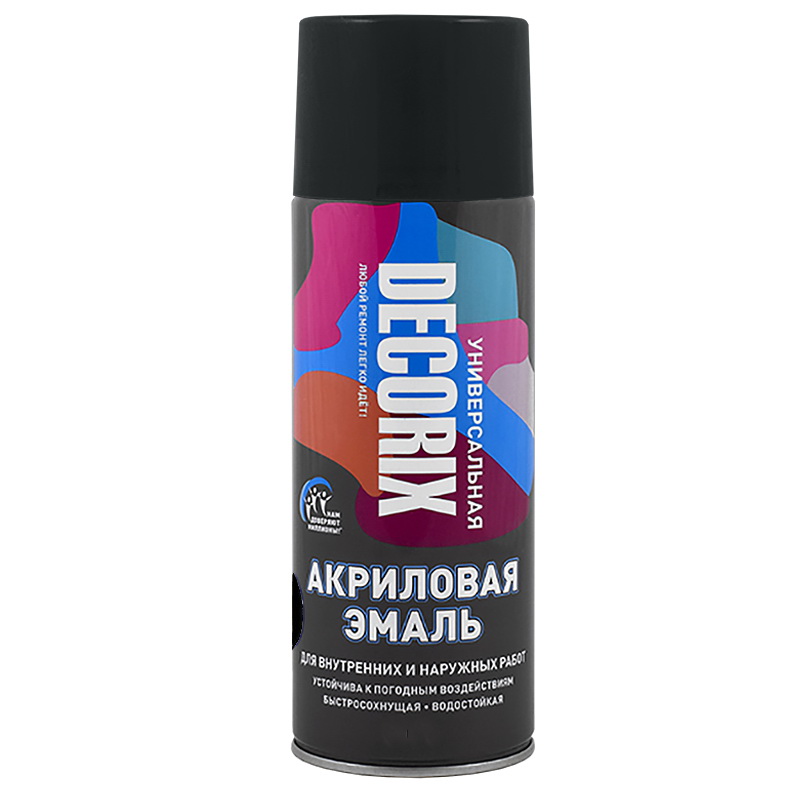 DECORIX
УНИВЕРСАЛЬНАЯ
ЛЮБОЙ РЕМОНТ ЛЕГКО ИДЁТ!
НАМ
ДОВЕРЯЮТ
МИЛЛИОНЫ!
АКРИЛОВАЯ
ЭМАЛЬ
ДЛЯ ВНУТРЕННИХ И НАРУЖНЫХ РАБОТ
УСТОЙЧИВА К ПОГОДНЫМ ВОЗДЕЙСТВИЯМ
БЫСТРОСОХНУЩАЯ • ВОДОСТОЙКАЯ